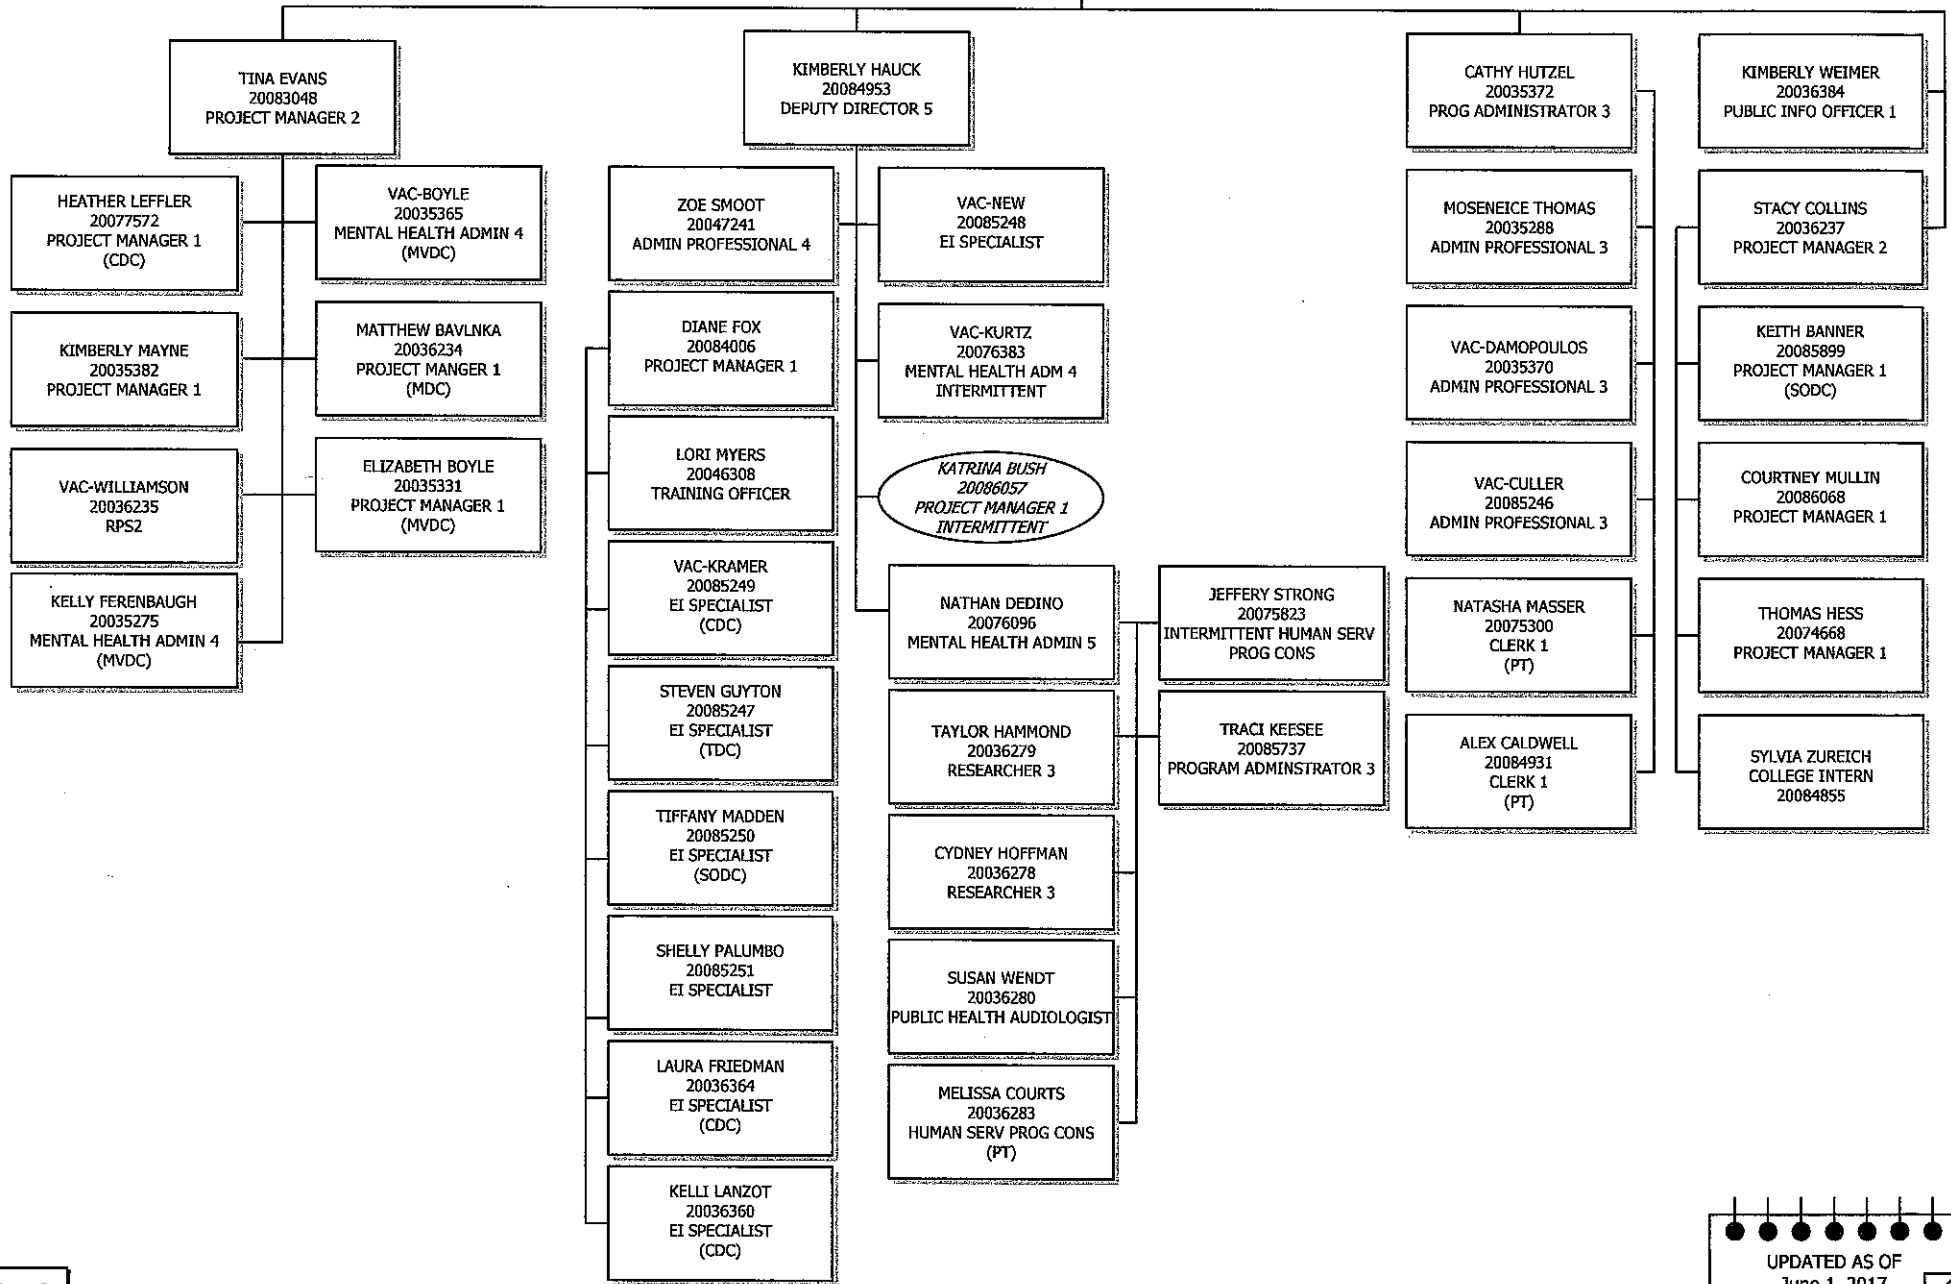 TINA EVANS
20083048
PROJECT MANAGER 2
HEATHER LEFFLER
20077572
PROJECT MANAGER 1
(CDC)
VAC-BOYLE
20035365
MENTAL HEALTH ADMIN 4
(MVDC)
KIMBERLY MAYNE
20035382
PROJECT MANAGER 1
MATTHEW BAVLNKA
20036234
PROJECT MANGER 1
(MDC)
VAC-WILLIAMSON
20036235
RPS2
ELIZABETH BOYLE
20035331
PROJECT MANAGER 1
(MVDC)
KELLY FERENBAUGH
20035275
MENTAL HEALTH ADMIN 4
(MVDC)
KIMBERLY HAUCK
20084953
DEPUTY DIRECTOR 5
ZOE SMOOT
20047241
ADMIN PROFESSIONAL 4
VAC-NEW
20085248
EI SPECIALIST
DIANE FOX
20084006
PROJECT MANAGER 1
VAC-KURTZ
20076383
MENTAL HEALTH ADM 4
INTERMITTENT
LORI MYERS
20046308
TRAINING OFFICER
KATRINA BUSH
20086057
PROJECT MANAGER 1
INTERMITTENT
VAC-KRAMER
20085249
EI SPECIALIST
(CDC)
STEVEN GUYTON
20085247
EI SPECIALIST
(TDC)
TIFFANY MADDEN
20085250
EI SPECIALIST
(SODC)
SHELLY PALUMBO
20085251
EI SPECIALIST
LAURA FRIEDMAN
20036364
EI SPECIALIST
(CDC)
KELLI LANZOT
20036360
EI SPECIALIST
(CDC)
NATHAN DEDINO
20076096
MENTAL HEALTH ADMIN 5
JEFFERY STRONG
20075823
INTERMITTENT HUMAN SERV
PROG CONS
TAYLOR HAMMOND
20036279
RESEARCHER 3
TRACI KEESEE
20085737
PROGRAM ADMINSTRATOR 3
CYDNEY HOFFMAN
20036278
RESEARCHER 3
SUSAN WENDT
20036280
PUBLIC HEALTH AUDIOLOGIST
MELISSA COURTS
20036283
HUMAN SERV PROG CONS
(PT)
CATHY HUTZEL
20035372
PROG ADMINISTRATOR 3
MOSENEICE THOMAS
20035288
ADMIN PROFESSIONAL 3
VAC-DAMOPOULOS
20035370
ADMIN PROFESSIONAL 3
VAC-CULLER
20085246
ADMIN PROFESSIONAL 3
NATASHA MASSER
20075300
CLERK 1
(PT)
ALEX CALDWELL
20084931
CLERK 1
(PT)
KIMBERLY WEIMER
20036384
PUBLIC INFO OFFICER 1
STACY COLLINS
20036237
PROJECT MANAGER 2
KEITH BANNER
20085899
PROJECT MANAGER 1
(SODC)
COURTNEY MULLIN
20086068
PROJECT MANAGER 1
THOMAS HESS
20074668
PROJECT MANAGER 1
SYLVIA ZUREICH
COLLEGE INTERN
20084855
UPDATED AS OF
June 1, 2017